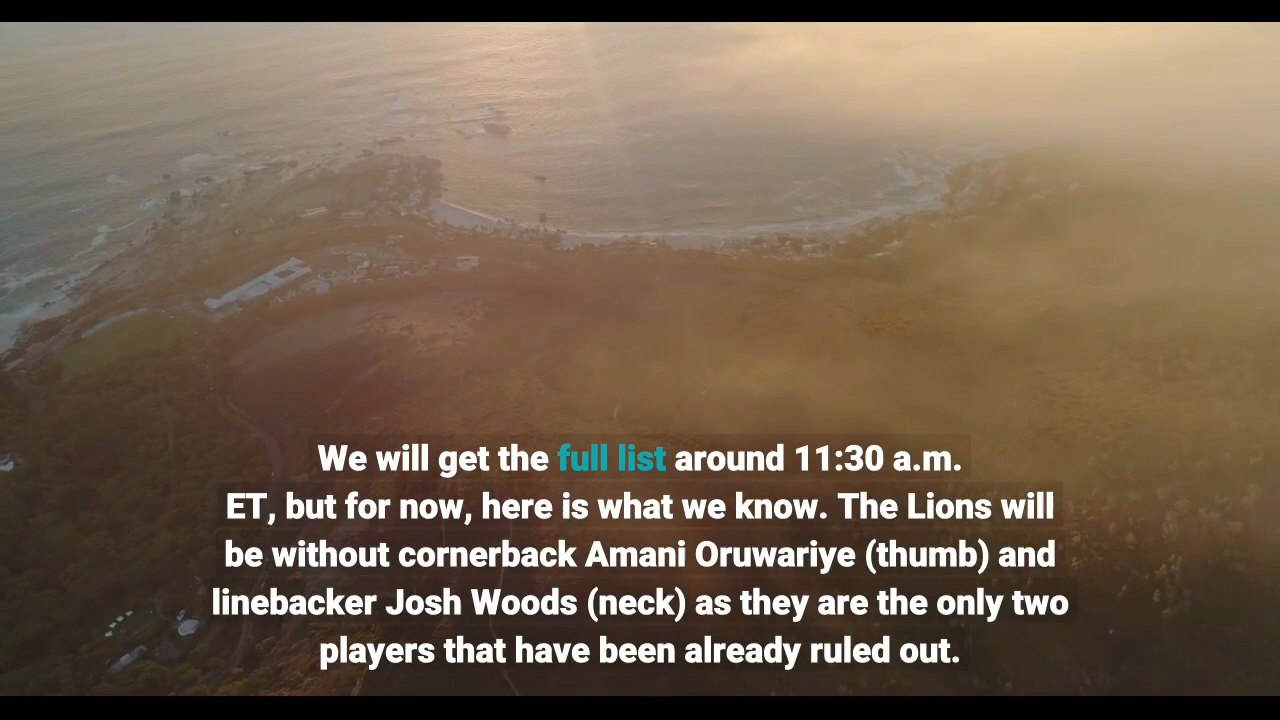 We will get the full list around 11:30 a.m.
ET, but for now, here is what we know. The Lions will
be without cornerback Amani Oruwariye (thumb) and
linebacker Josh Woods (neck) as they are the only two
players that have been already ruled out.